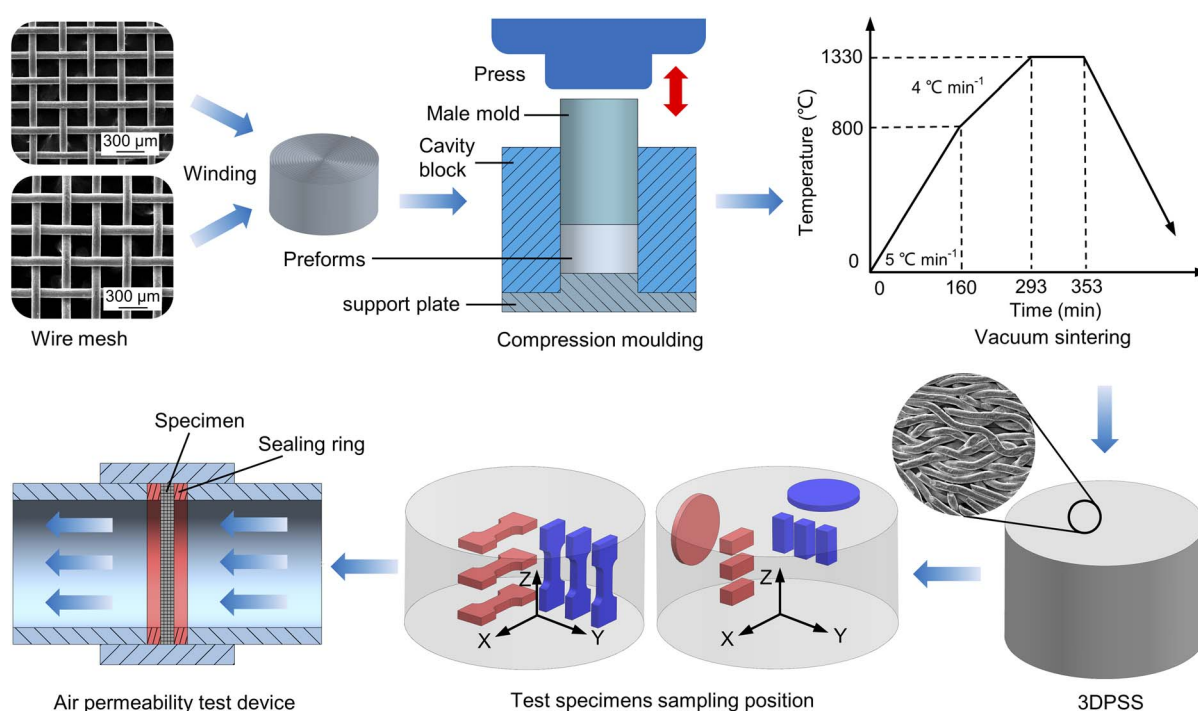 300 μm
300 μm
Wire mesh
Winding
Preforms
Press
Male mold
Cavity
block
support plate
Compression moulding
Temperature (℃)
1330
800
0
4 ℃ min⁻¹
5 ℃ min⁻¹
0
160
293
353
Time (min)
Vacuum sintering
Specimen
Sealing ring
Air permeability test device
Z
X
Y
Z
X
Y
Test specimens sampling position
3DPSS